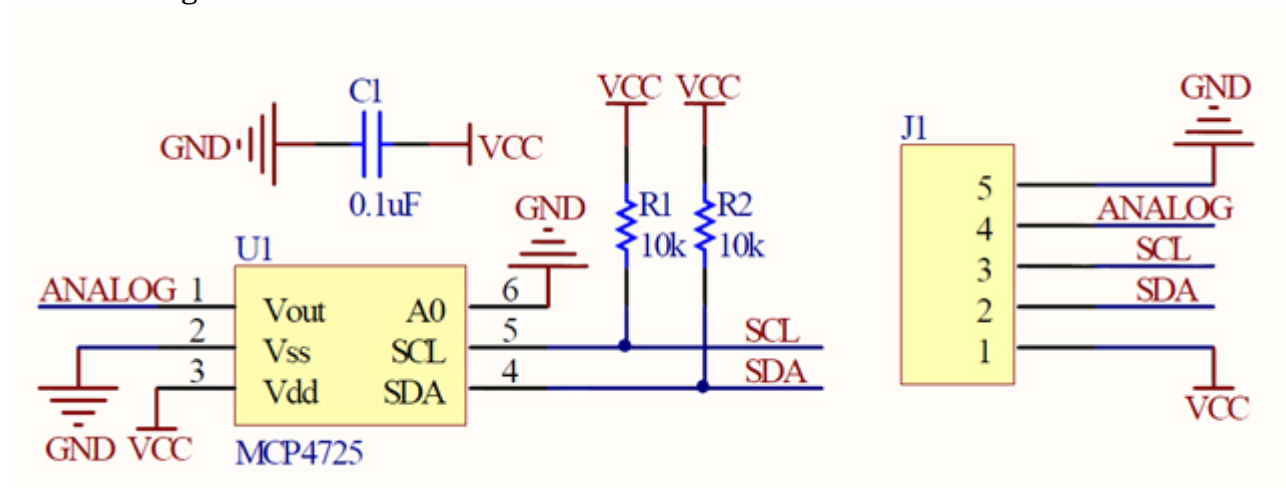 C1
GND
VCC
0.1uF
VCC VCC
R1
10k
R2
10k
GND
U1
ANALOG 1
2
3
Vout
Vss
Vdd
A0
SCL
SDA
6
5
4
SCL
SDA
GND VCC
MCP4725
J1
GND
5
4
3
2
1
ANALOG
SCL
SDA
VCC